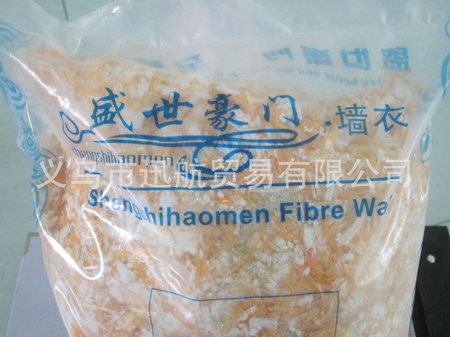 盛世豪门·墙衣
zhengshihaomen
义乌市迅航贸易有限公司
Shengshihaomen Fibre Wa